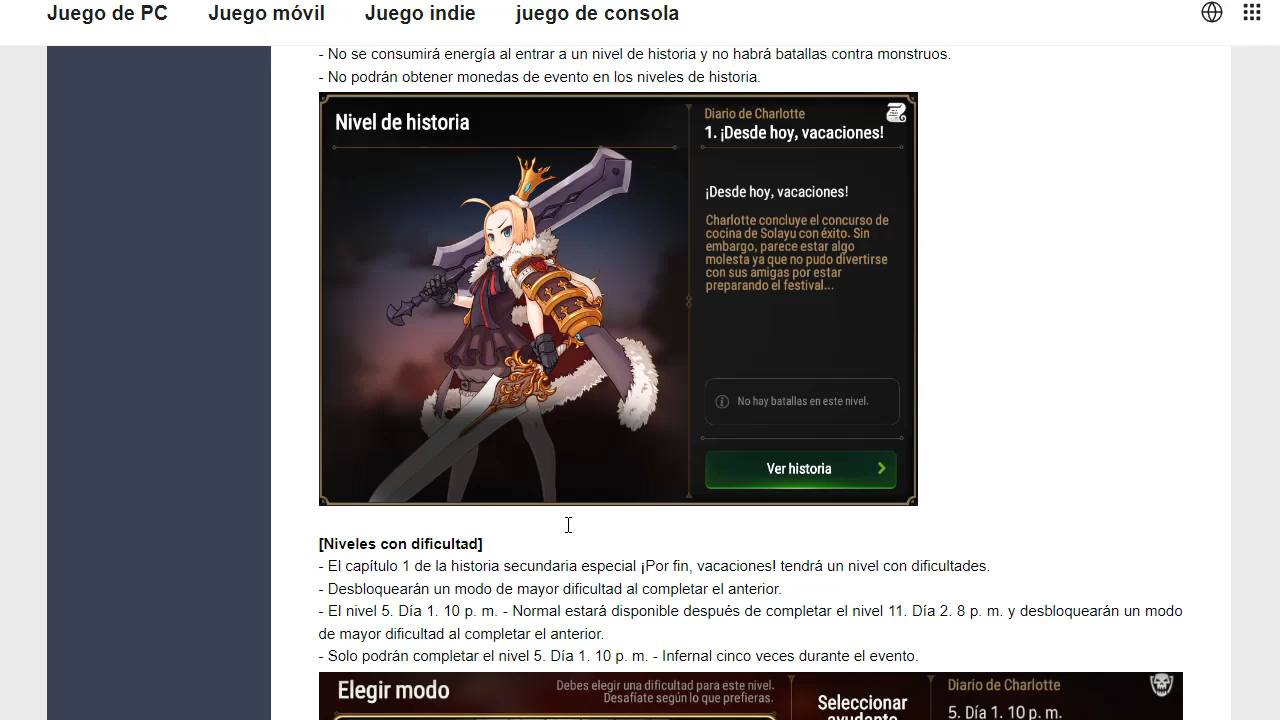 Juego de PC Juego móvil Juego indie juego de consola
- No se consumirá energía al entrar a un nivel de historia y no habrá batallas contra monstruos.
- No podrán obtener monedas de evento en los niveles de historia.
Nivel de historia
Diario de Charlotte
1. ¡Desde hoy, vacaciones!
¡Desde hoy, vacaciones!
Charlotte concluye el concurso de
cocina de Solayu con éxito. Sin
embargo, parece estar algo
molesta ya que no pudo divertirse
con sus amigas por estar
preparando el festival...
No hay batallas en este nivel.
Ver historia
[Niveles con dificultad]
- El capítulo 1 de la historia secundaria especial ¡Por fin, vacaciones! tendrá un nivel con dificultades.
- Desbloquearán un modo de mayor dificultad al completar el anterior.
- El nivel 5. Día 1. 10 p. m. - Normal estará disponible después de completar el nivel 11. Día 2. 8 p. m. y desbloquearán un modo
de mayor dificultad al completar el anterior.
- Solo podrán completar el nivel 5. Día 1. 10 p. m. - Infernal cinco veces durante el evento.
Elegir modo
Debes elegir una dificultad para este nivel.
Desafíate según lo que prefieras.
Seleccionar
ayudante
Diario de Charlotte
5. Día 1. 10 p. m.